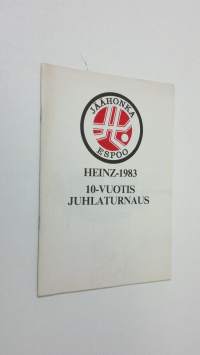 JÄÄHONKA
ESPOO
HEINZ-1983
10-VUOTIS
JUHLATURNAUS